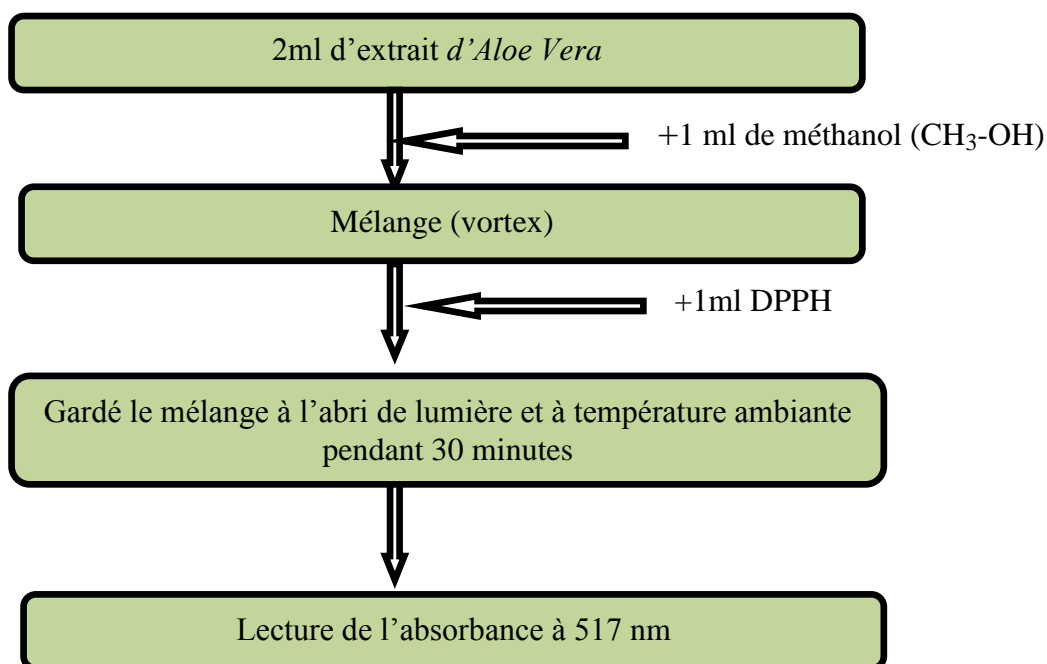 2ml d’extrait d’Aloe Vera
+1 ml de méthanol (CH₃-OH)
Mélange (vortex)
+1ml DPPH
Gardé le mélange à l’abri de lumière et à température ambiante
pendant 30 minutes
Lecture de l’absorbance à 517 nm